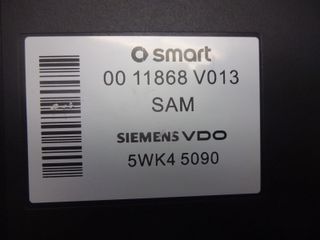 smart
00 11868 V013
SAM
SIEMENS VDO
5WK4 5090